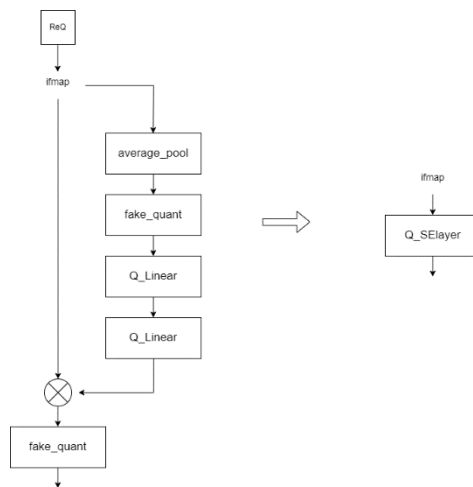 ReQ
ifmap
average_pool
fake_quant
Q_Linear
Q_Linear
fake_quant
ifmap
Q_SElayer